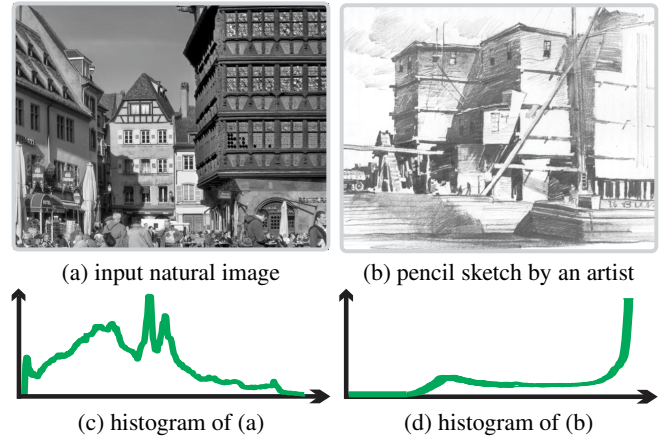 (a) input natural image
(b) pencil sketch by an artist
(c) histogram of (a)
(d) histogram of (b)